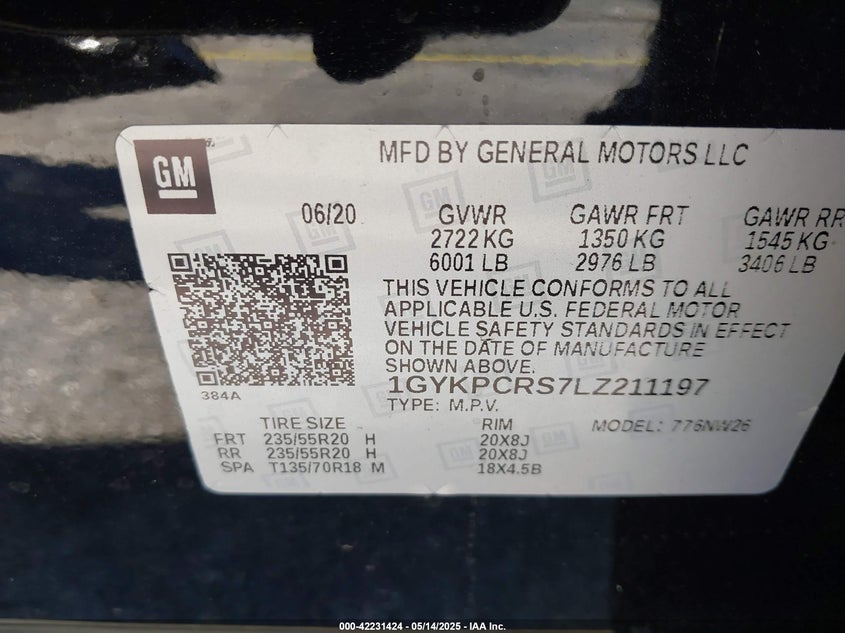 GM
MFD BY GENERAL MOTORS LLC
06/20 GVWR GAWR FRT GAWR RR
2722 KG 1350 KG 1545 KG
6001 LB 2976 LB 3406 LB
THIS VEHICLE CONFORMS TO ALL
APPLICABLE U.S. FEDERAL MOTOR
VEHICLE SAFETY STANDARDS IN EFFECT
ON THE DATE OF MANUFACTURE
SHOWN ABOVE.
1GYKPCRS7LZ211197
384A
TYPE: M.P.V.
TIRE SIZE RIM MODEL: 776NW26
FRT 235/55R20 H 20X8J
RR 235/55R20 H 20X8J
SPA T135/70R18 M 18X4.5B
000-42231424 - 05/14/2025 - IAA Inc.